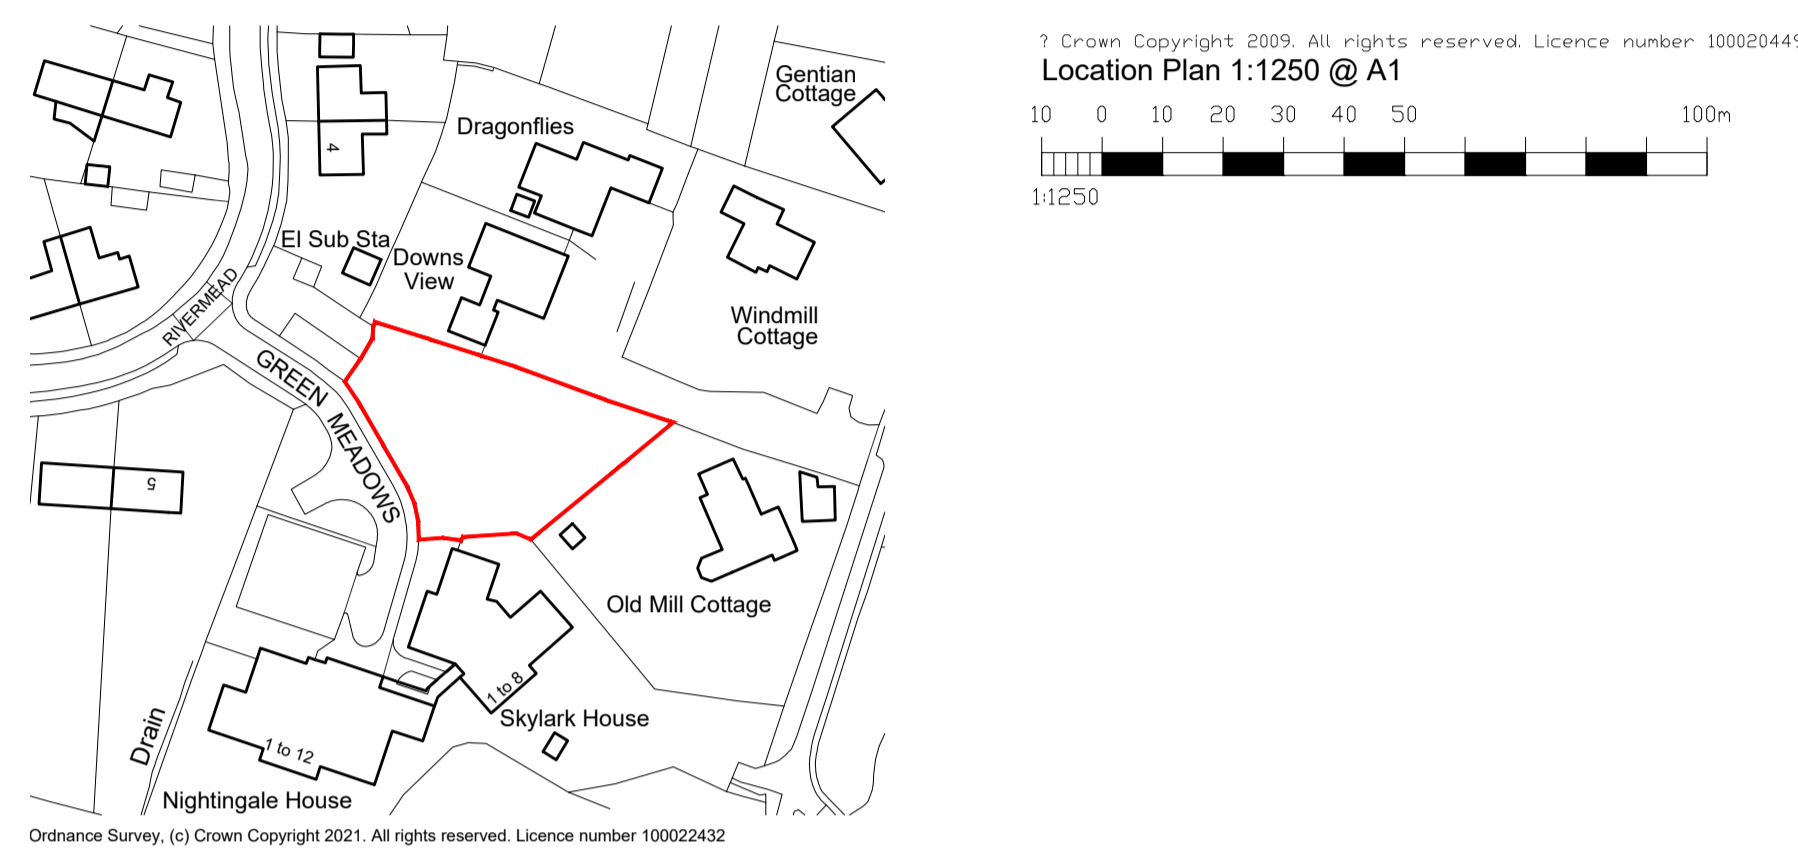 ? Crown Copyright 2009. All rights reserved. Licence number 100020449
Location Plan 1:1250 @ A1
10 0 10 20 30 40 50 100m
1:1250
Gentian
Cottage
Dragonflies
4
El Sub Sta
Downs
View
Windmill
Cottage
RIVERMEAD
GREEN MEADOWS
5
Old Mill Cottage
1 to 8
Skylark House
Drain
1 to 12
Nightingale House
Ordnance Survey, (c) Crown Copyright 2021. All rights reserved. Licence number 100022432